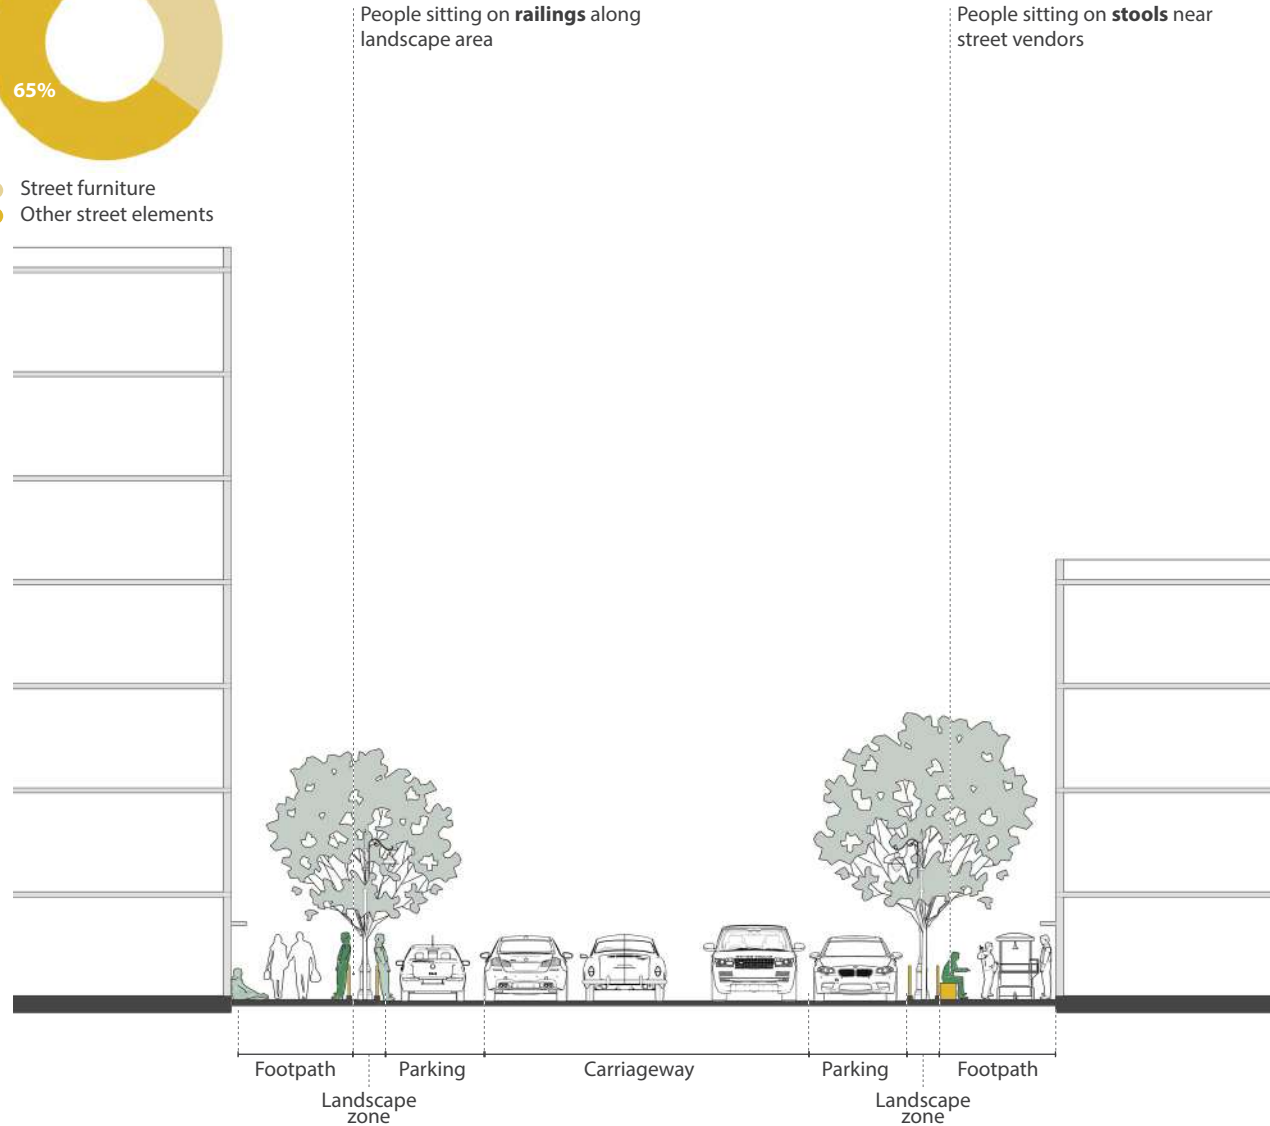 People sitting on railings along
landscape area
People sitting on stools near
street vendors
65%
Street furniture
Other street elements
Footpath
Parking
Carriageway
Parking
Footpath
Landscape
zone
Landscape
zone